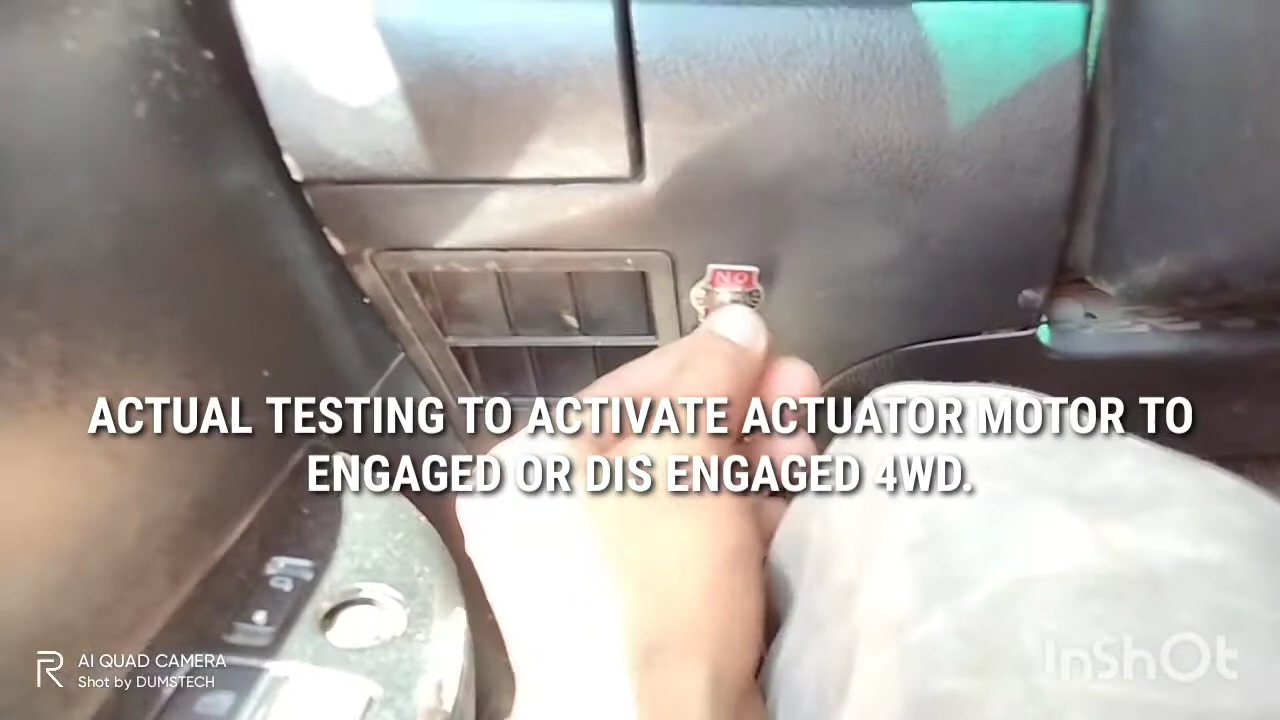 NO
ACTUAL TESTING TO ACTIVATE ACTUATOR MOTOR TO
ENGAGED OR DIS ENGAGED 4WD.
AI QUAD CAMERA
Shot by DUMSTECH
InShOt